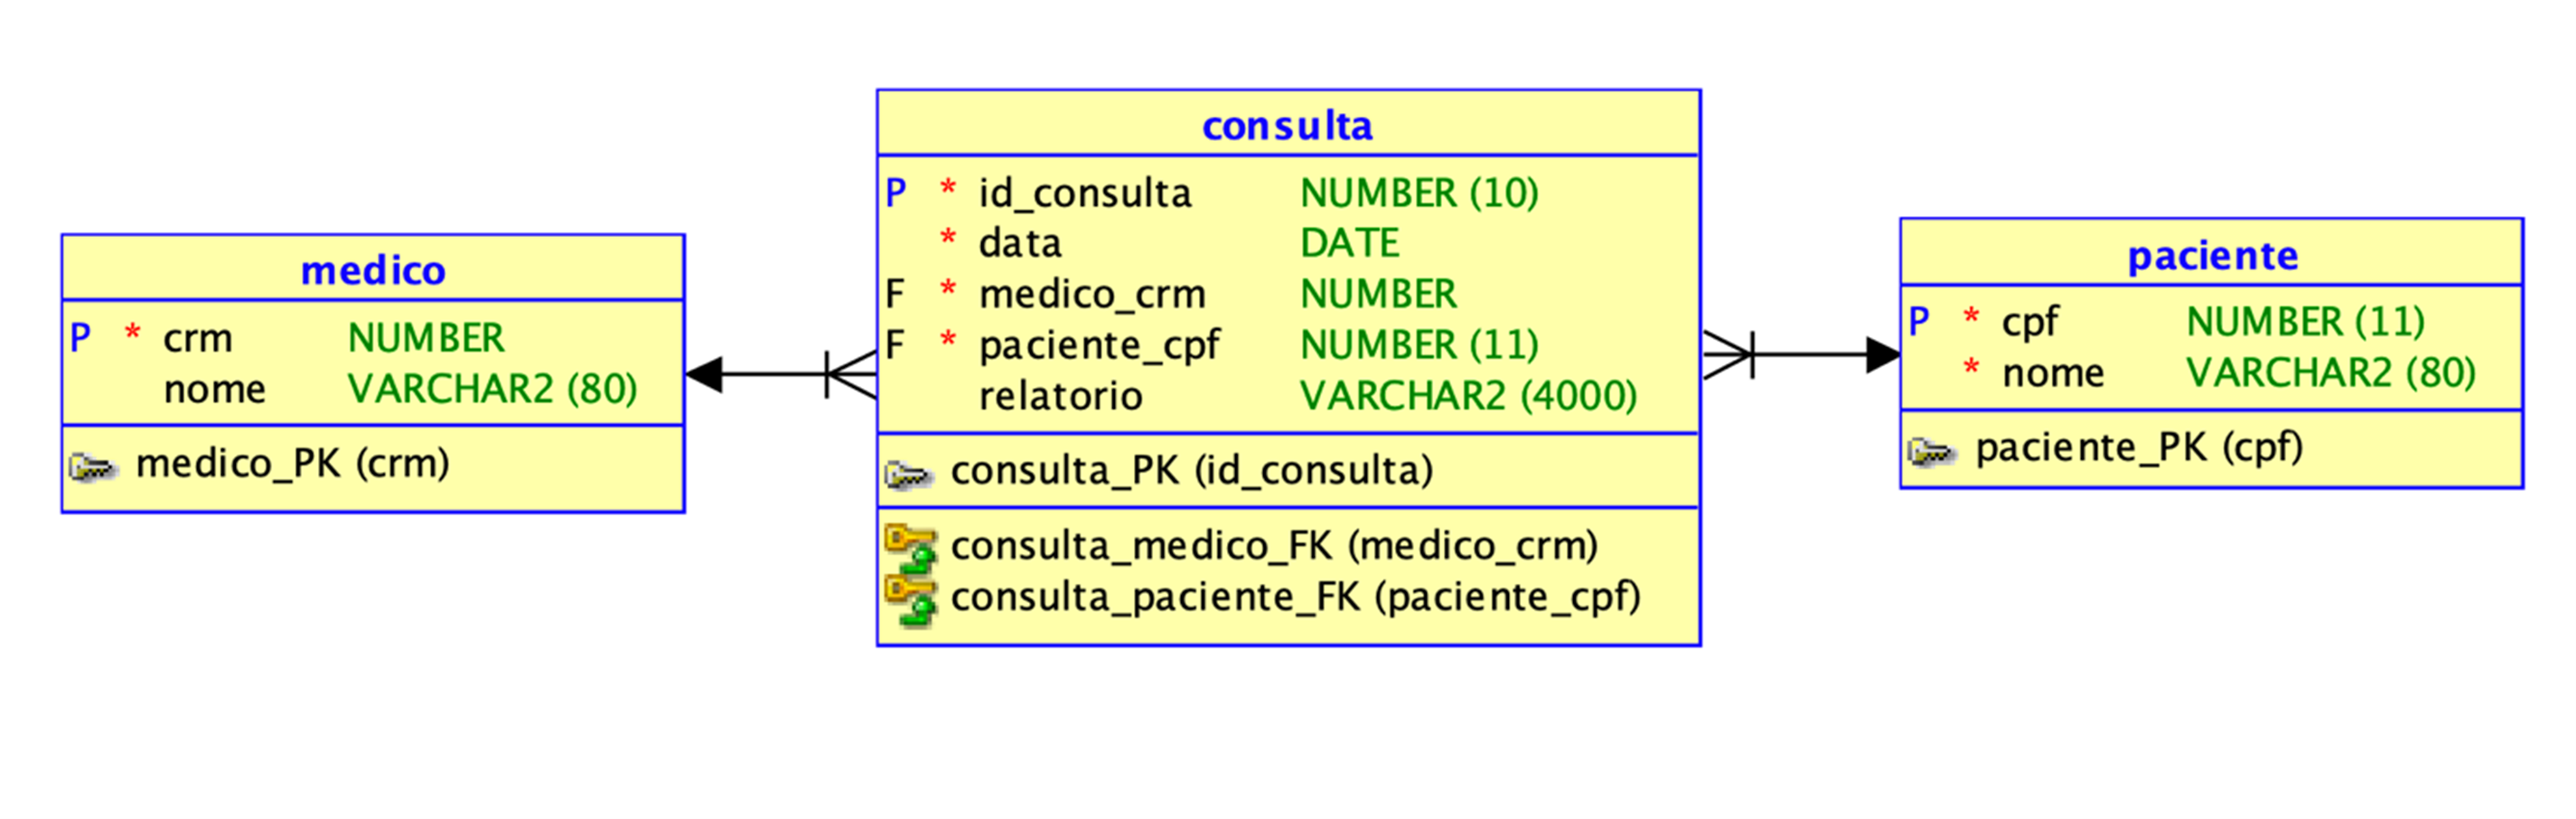 medico
P * crm NUMBER
nome VARCHAR2 (80)
medico_PK (crm)
consulta
P * id_consulta NUMBER (10)
* data DATE
F * medico_crm NUMBER
F * paciente_cpf NUMBER (11)
relatorio VARCHAR2 (4000)
consulta_PK (id_consulta)
consulta_medico_FK (medico_crm)
consulta_paciente_FK (paciente_cpf)
paciente
P * cpf NUMBER (11)
* nome VARCHAR2 (80)
paciente_PK (cpf)